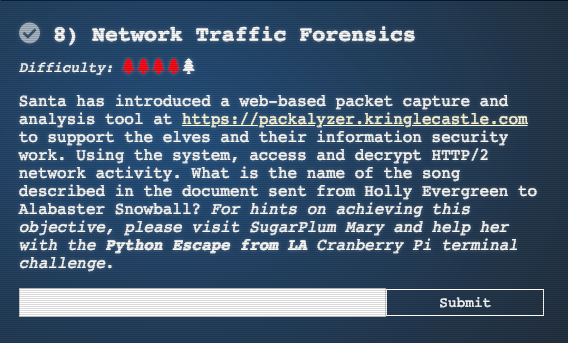 8) Network Traffic Forensics
Difficulty:
Santa has introduced a web-based packet capture and
analysis tool at https://packalyzer.kringlecastle.com
to support the elves and their information security
work. Using the system, access and decrypt HTTP/2
network activity. What is the name of the song
described in the document sent from Holly Evergreen to
Alabaster Snowball? For hints on achieving this
objective, please visit SugarPlum Mary and help her
with the Python Escape from LA Cranberry Pi terminal
challenge.
Submit